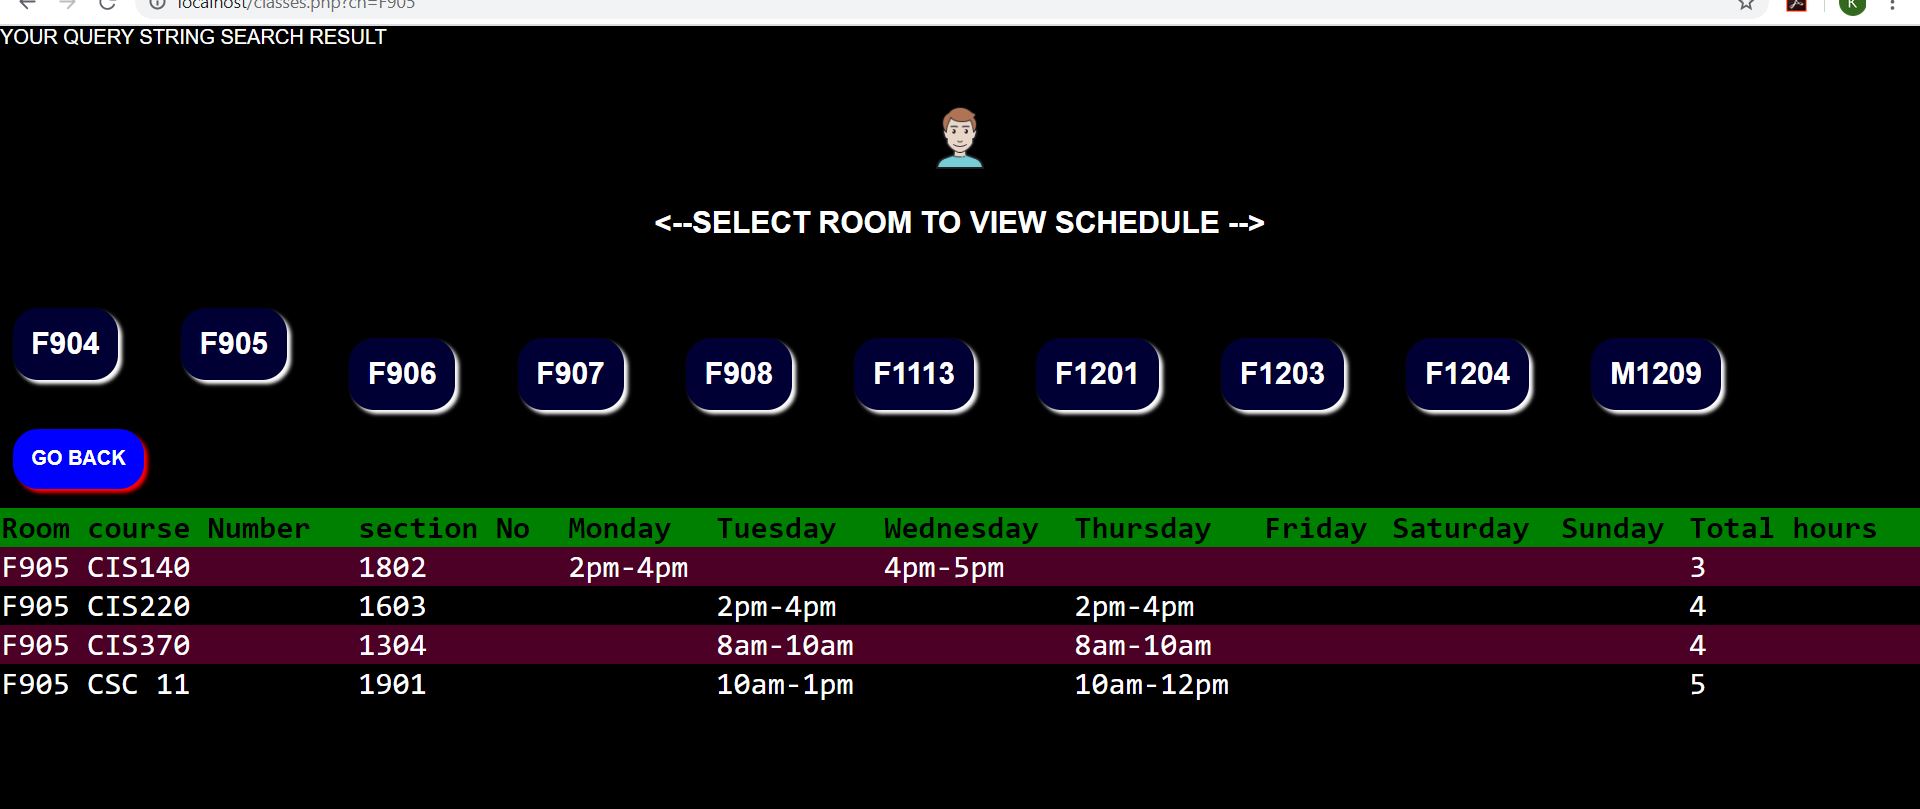 localhost/classes.php?ch=F905
K
YOUR QUERY STRING SEARCH RESULT
<--SELECT ROOM TO VIEW SCHEDULE -->
F904 F905 F906 F907 F908 F1113 F1201 F1203 F1204 M1209
GO BACK
Room course Number section No Monday Tuesday Wednesday Thursday Friday Saturday Sunday Total hours
F905 CIS140 1802 2pm-4pm 4pm-5pm 3
F905 CIS220 1603 2pm-4pm 2pm-4pm 4
F905 CIS370 1304 8am-10am 8am-10am 4
F905 CSC 11 1901 10am-1pm 10am-12pm 5